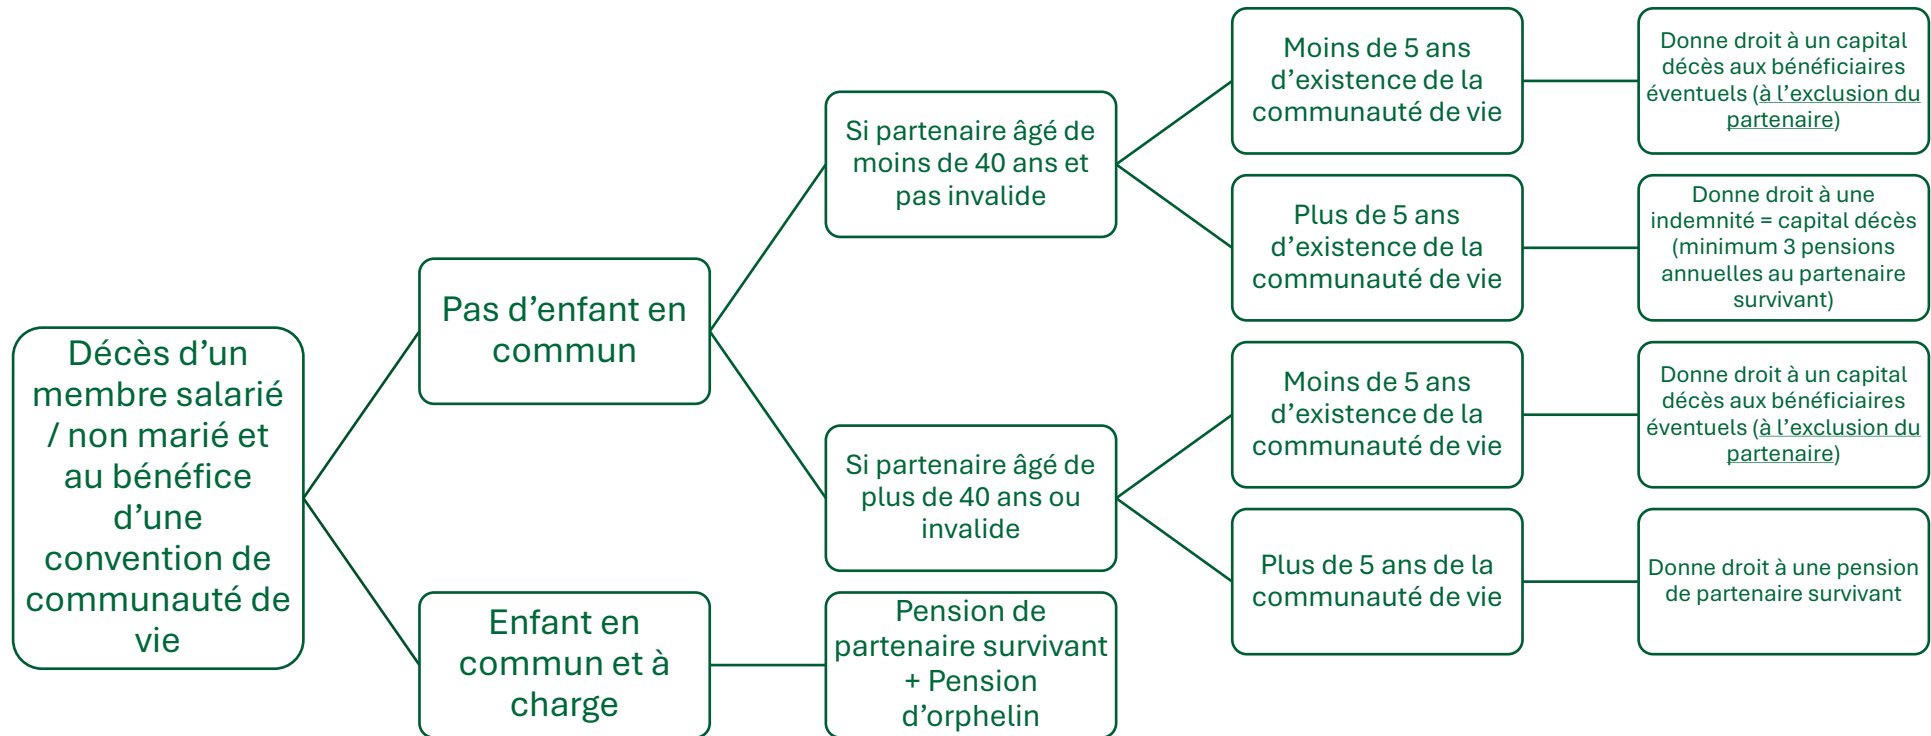 Décès d’un
membre salarié
/ non marié et
au bénéfice
d’une
convention de
communauté de
vie
Pas d’enfant en
commun
Si partenaire âgé de
moins de 40 ans et
pas invalide
Moins de 5 ans
d’existence de la
communauté de vie
Donne droit à un capital
décès aux bénéficiaires
éventuels (à l’exclusion du
partenaire)
Plus de 5 ans
d’existence de la
communauté de vie
Donne droit à une
indemnité = capital décès
(minimum 3 pensions
annuelles au partenaire
survivant)
Si partenaire âgé de
plus de 40 ans ou
invalide
Moins de 5 ans
d’existence de la
communauté de vie
Donne droit à un capital
décès aux bénéficiaires
éventuels (à l’exclusion du
partenaire)
Plus de 5 ans de la
communauté de vie
Donne droit à une pension
de partenaire survivant
Enfant en
commun et à
charge
Pension de
partenaire survivant
+ Pension
d’orphelin